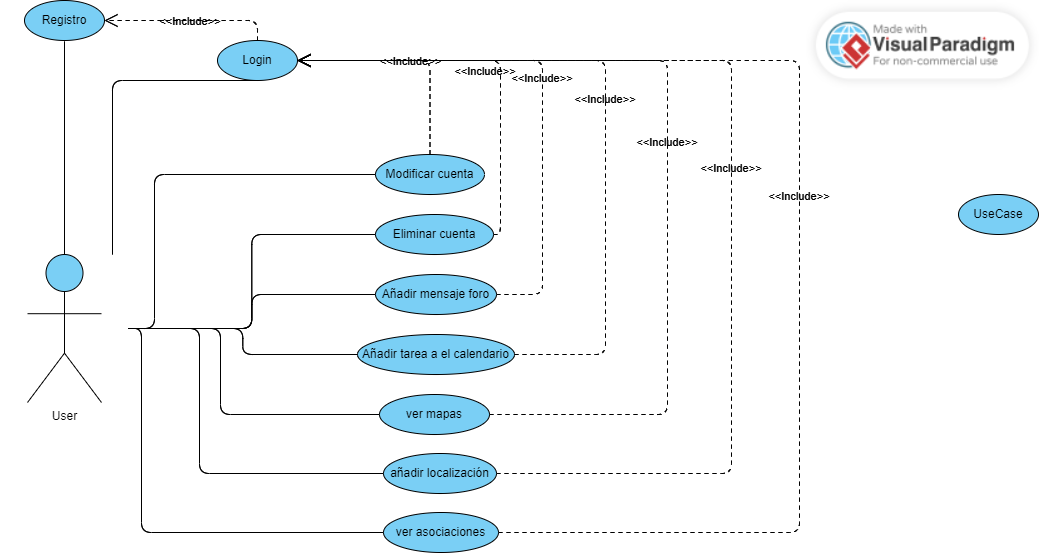 Registro
<<Include>>
Login
Made with
Visual Paradigm
For non-commercial use
<<Include>>
<<Include>>
<<Include>>
<<Include>>
<<Include>>
<<Include>>
<<Include>>
Modificar cuenta
Eliminar cuenta
UseCase
Añadir mensaje foro
Añadir tarea a el calendario
User
ver mapas
añadir localización
ver asociaciones